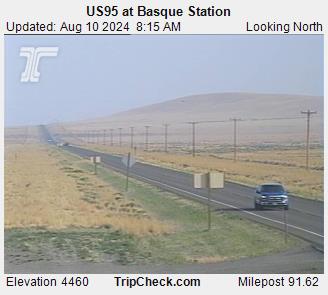 US95 at Basque Station
Updated: Aug 10 2024 8:15 AM Looking North
Elevation 4460 TripCheck.com Milepost 91.62